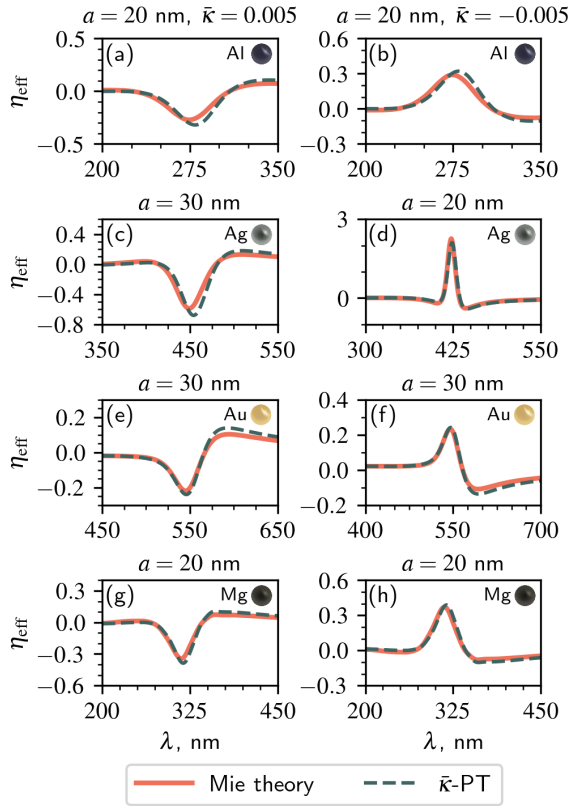 a = 20 nm, κ̄ = 0.005
a = 20 nm, κ̄ = −0.005
0.5
0.0
−0.5
η_eff
(a)
Al
200
275
350
0.6
0.3
0.0
−0.3
(b)
Al
200
275
350
a = 30 nm
a = 20 nm
0.4
0.0
−0.4
−0.8
η_eff
(c)
Ag
350
450
550
3
0
(d)
Ag
300
425
550
a = 30 nm
a = 30 nm
0.2
0.0
−0.2
η_eff
(e)
Au
450
550
650
0.4
0.2
0.0
−0.2
(f)
Au
400
550
700
a = 20 nm
a = 20 nm
0.3
0.0
−0.3
−0.6
η_eff
(g)
Mg
200
325
450
λ, nm
0.6
0.3
0.0
−0.3
(h)
Mg
200
325
450
λ, nm
Mie theory
κ̄-PT